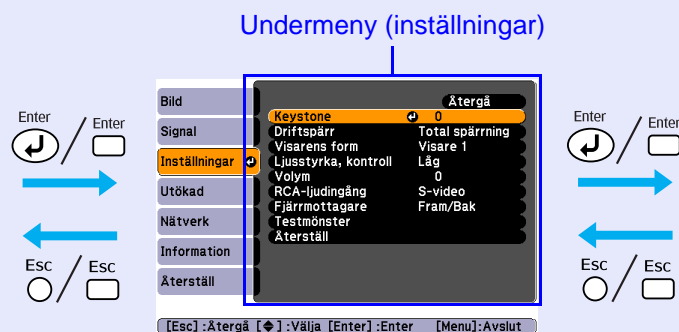 Undermeny (inställningar)
Bild
Signal
Inställningar
Utökad
Nätverk
Information
Återställ
Återgå
Keystone 0
Driftspärr Total spärrning
Visarens form Visare 1
Ljusstyrka, kontroll Låg
Volym 0
RCA-ljudingång S-video
Fjärrmottagare Fram/Bak
Testmönster
Återställ
Enter / Enter
Esc / Esc
Enter / Enter
Esc / Esc
[Esc] :Återgå [◆] :Välja [Enter] :Enter [Menu]:Avslut